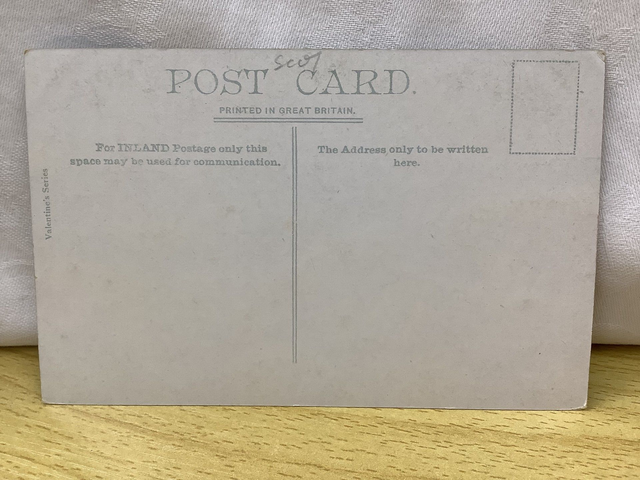 Scot
POST CARD.
PRINTED IN GREAT BRITAIN.
For INLAND Postage only this
space may be used for communication.
The Address only to be written
here.
Valentine's Series